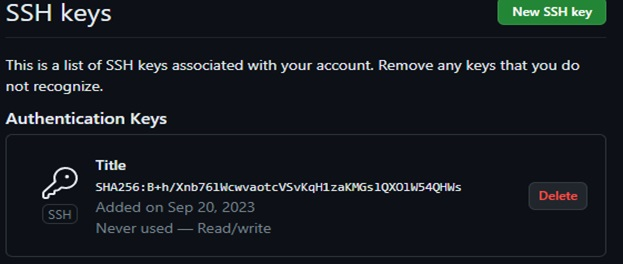 SSH keys
New SSH key
This is a list of SSH keys associated with your account. Remove any keys that you do
not recognize.
Authentication Keys
Title
SHA256:B+h/Xnb761WcwvaotcVSvKqH1zaKMGs1QXO1W54QHWs
SSH
Added on Sep 20, 2023
Never used — Read/write
Delete